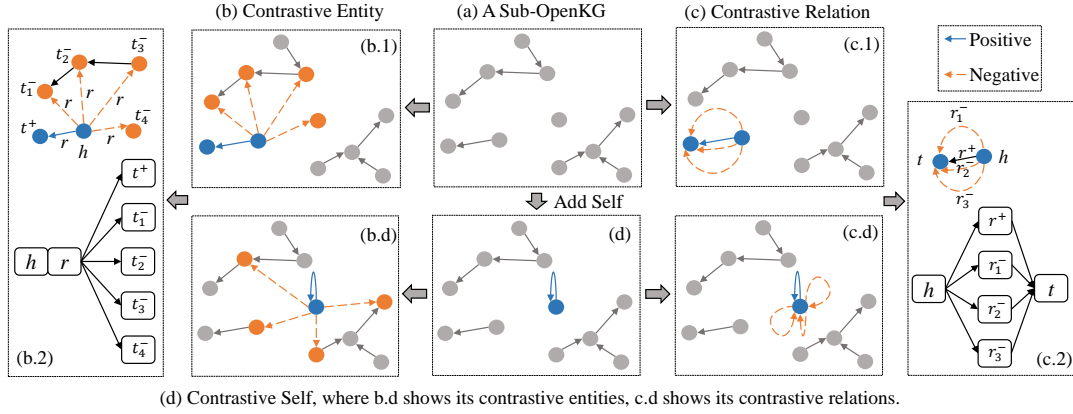 (b) Contrastive Entity
(a) A Sub-OpenKG
(c) Contrastive Relation
t₁⁻
t₂⁻
t₃⁻
t₄⁻
t⁺
r
r
r
r
r
h
t⁺
t₁⁻
t₂⁻
t₃⁻
t₄⁻
h r
(b.2)
(b.1)
(c.1)
Add Self
(b.d)
(d)
(c.d)
Positive
Negative
r₁⁻
r⁺
r₂⁻
r₃⁻
t
h
r⁺
r₁⁻
r₂⁻
r₃⁻
h
t
(c.2)
(d) Contrastive Self, where b.d shows its contrastive entities, c.d shows its contrastive relations.